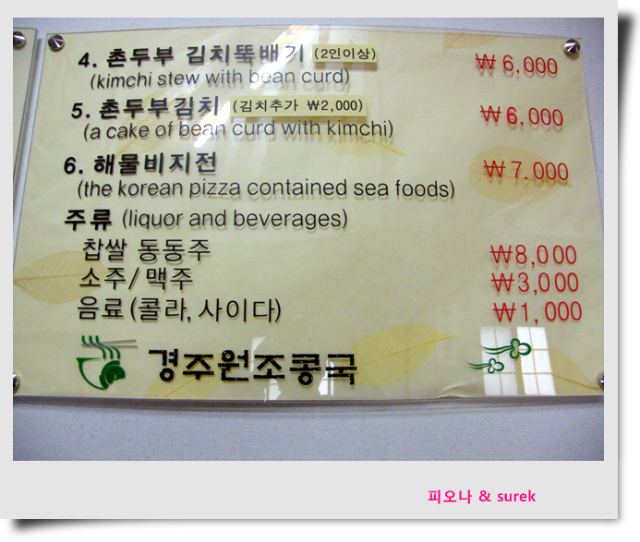 4. 촌두부 김치뚝배기 (2인이상) ₩6,000
(kimchi stew with bean curd)
5. 촌두부김치 (김치추가 ₩2,000) ₩6,000
(a cake of bean curd with kimchi)
6. 해물비지전 ₩7.000
(the korean pizza contained sea foods)
주류 (liquor and beverages)
찹쌀 동동주 ₩8,000
소주/맥주 ₩3,000
음료(콜라, 사이다) ₩1,000
경주원조콩국
피오나 & surek